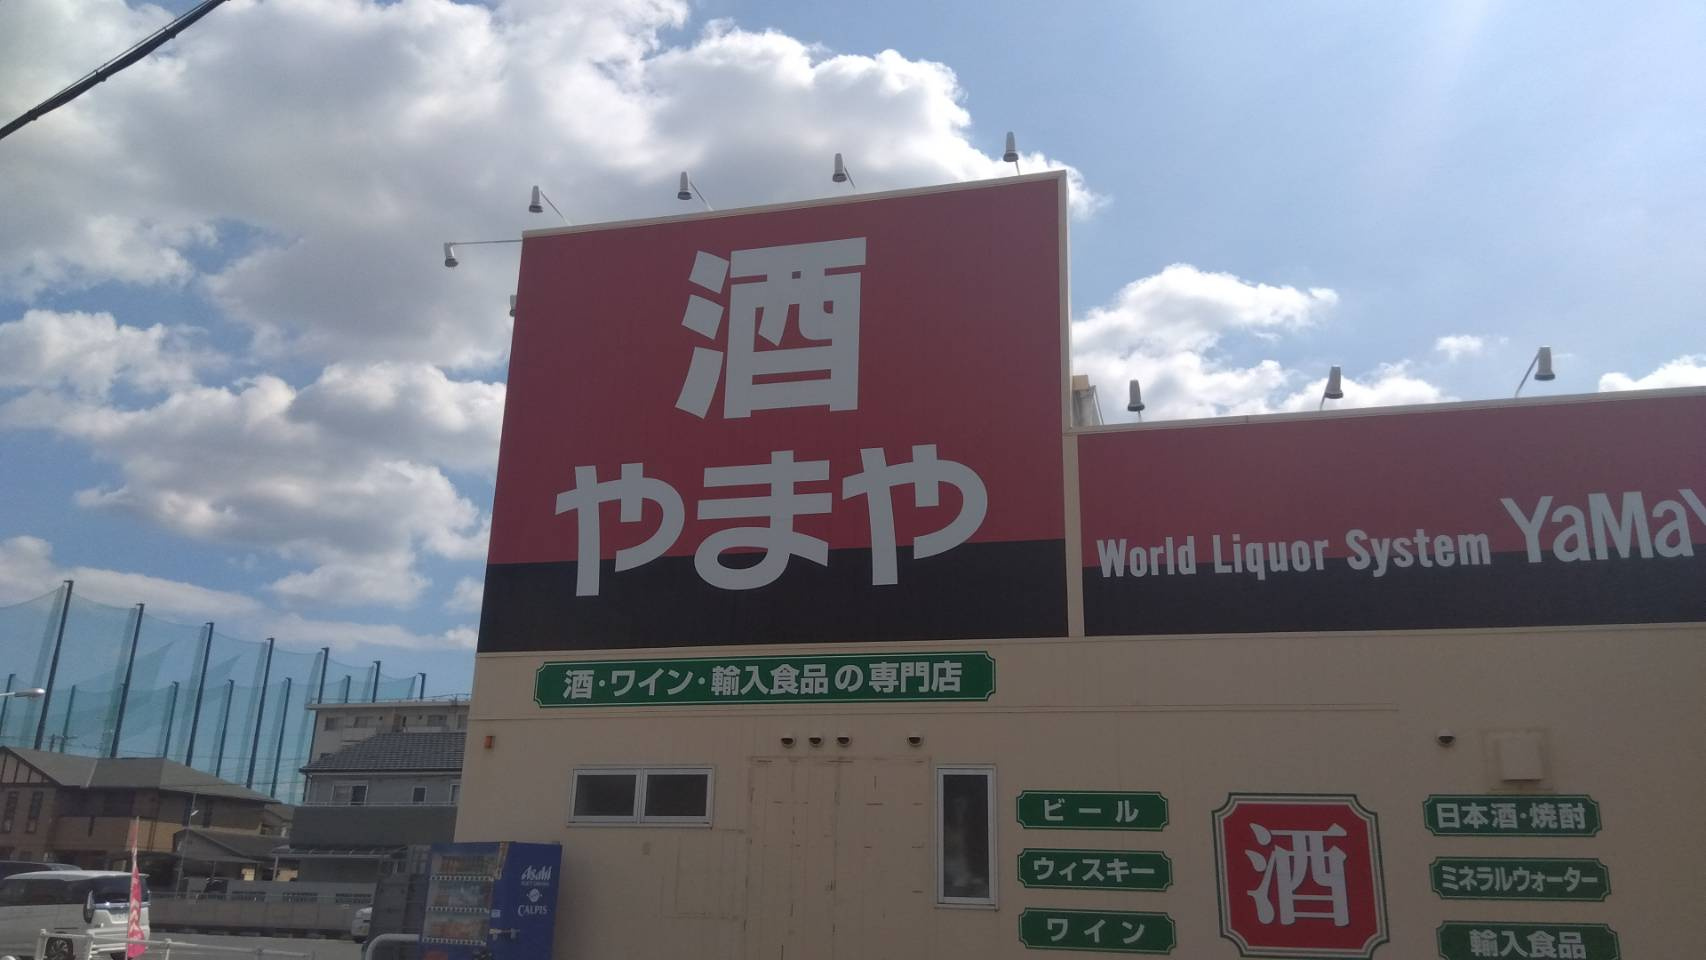 酒
やまや
World Liquor System YaMaY
酒・ワイン・輸入食品の専門店
ビール
ウィスキー
ワイン
酒
日本酒・焼酎
ミネラルウォーター
輸入食品
Asahi
CALPIS